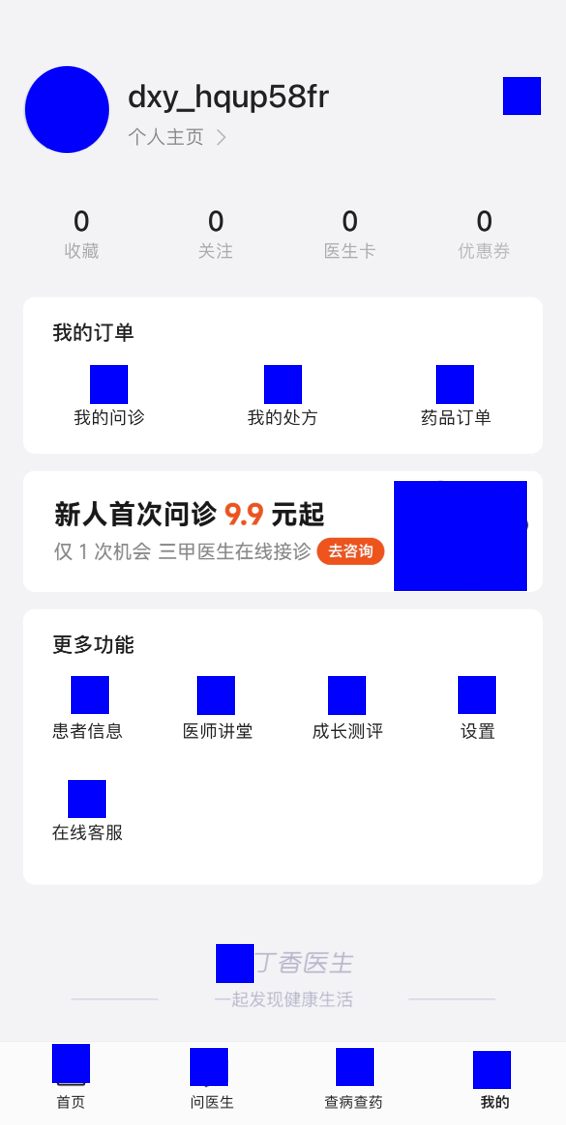 dxy_hqup58fr
个人主页
0 0 0 0
收藏 关注 医生卡 优惠券
我的订单
我的问诊 我的处方 药品订单
新人首次问诊 9.9 元起
仅 1 次机会 三甲医生在线接诊 去咨询
更多功能
患者信息 医师讲堂 成长测评 设置
在线客服
丁香医生
一起发现健康生活
首页 问医生 查病查药 我的